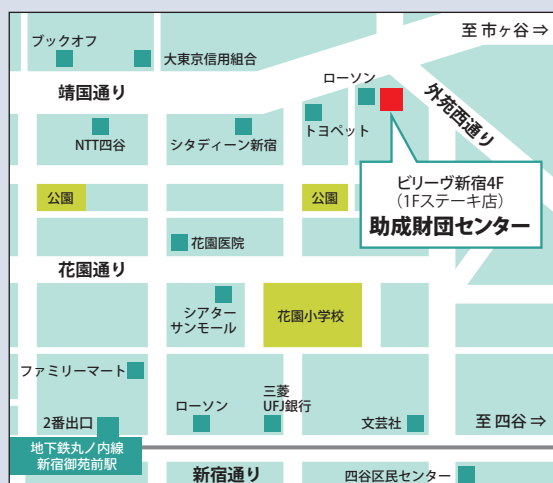 至 市ヶ谷⇒
ブックオフ
大東京信用組合
靖国通り
ローソン
外苑西通り
NTT四谷
シタディーン新宿
トヨペット
ビリーヴ新宿4F
（1Fステーキ店）
助成財団センター
公園
公園
花園医院
花園通り
シアター
サンモール
花園小学校
ファミリーマート
2番出口
ローソン
三菱
UFJ銀行
文芸社
至 四谷⇒
地下鉄丸ノ内線
新宿御苑前駅
新宿通り
四谷区民センター